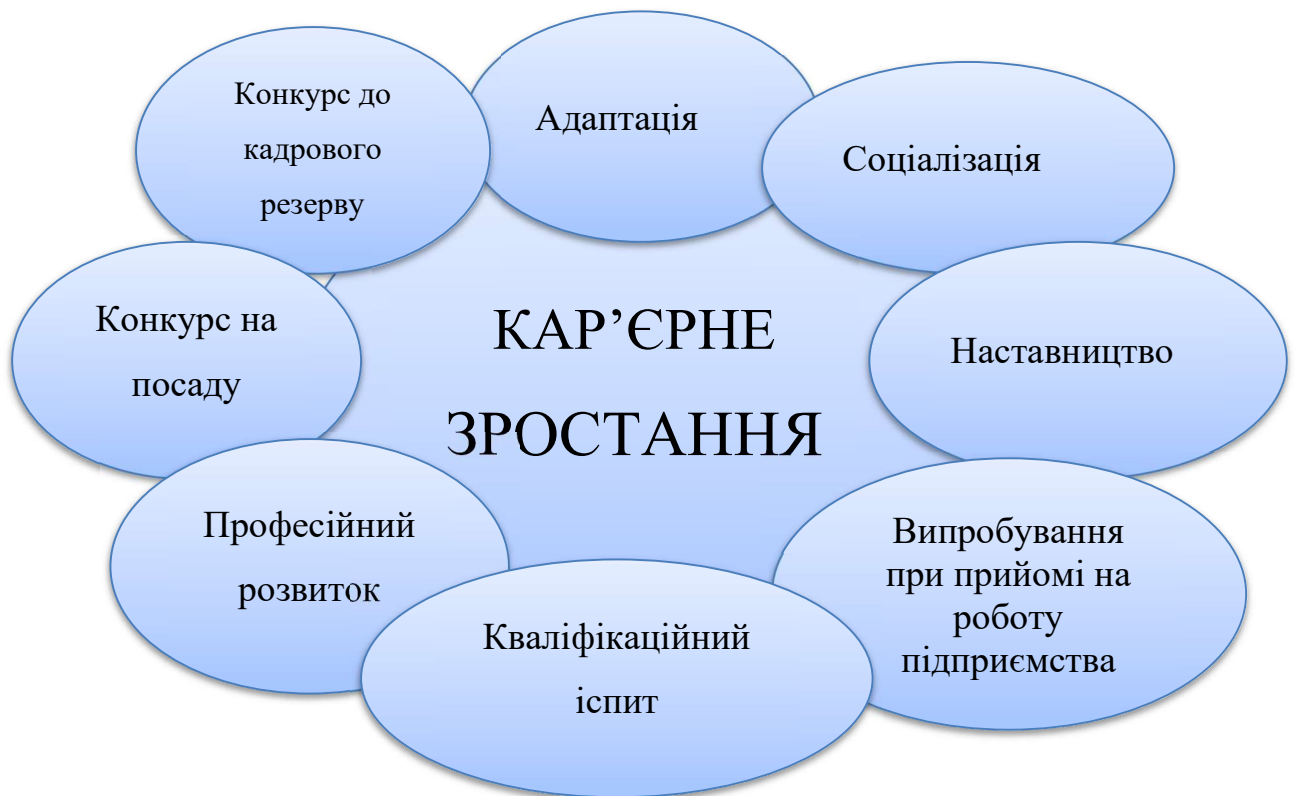 Конкурс до
кадрового
резерву
Адаптація
Соціалізація
Конкурс на
посаду
КАР’ЄРНЕ
ЗРОСТАННЯ
Наставництво
Професійний
розвиток
Кваліфікаційний
іспит
Випробування
при прийомі на
роботу
підприємства